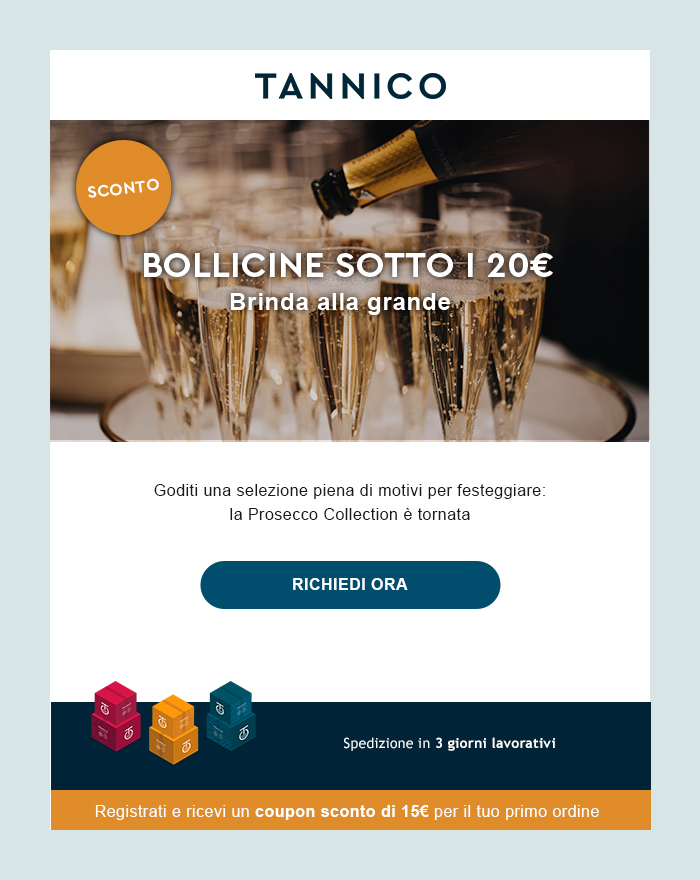 TANNICO
SCONTO
BOLLICINE SOTTO I 20€
Brinda alla grande
Goditi una selezione piena di motivi per festeggiare:
la Prosecco Collection è tornata
RICHIEDI ORA
Spedizione in 3 giorni lavorativi
Registrati e ricevi un coupon sconto di 15€ per il tuo primo ordine